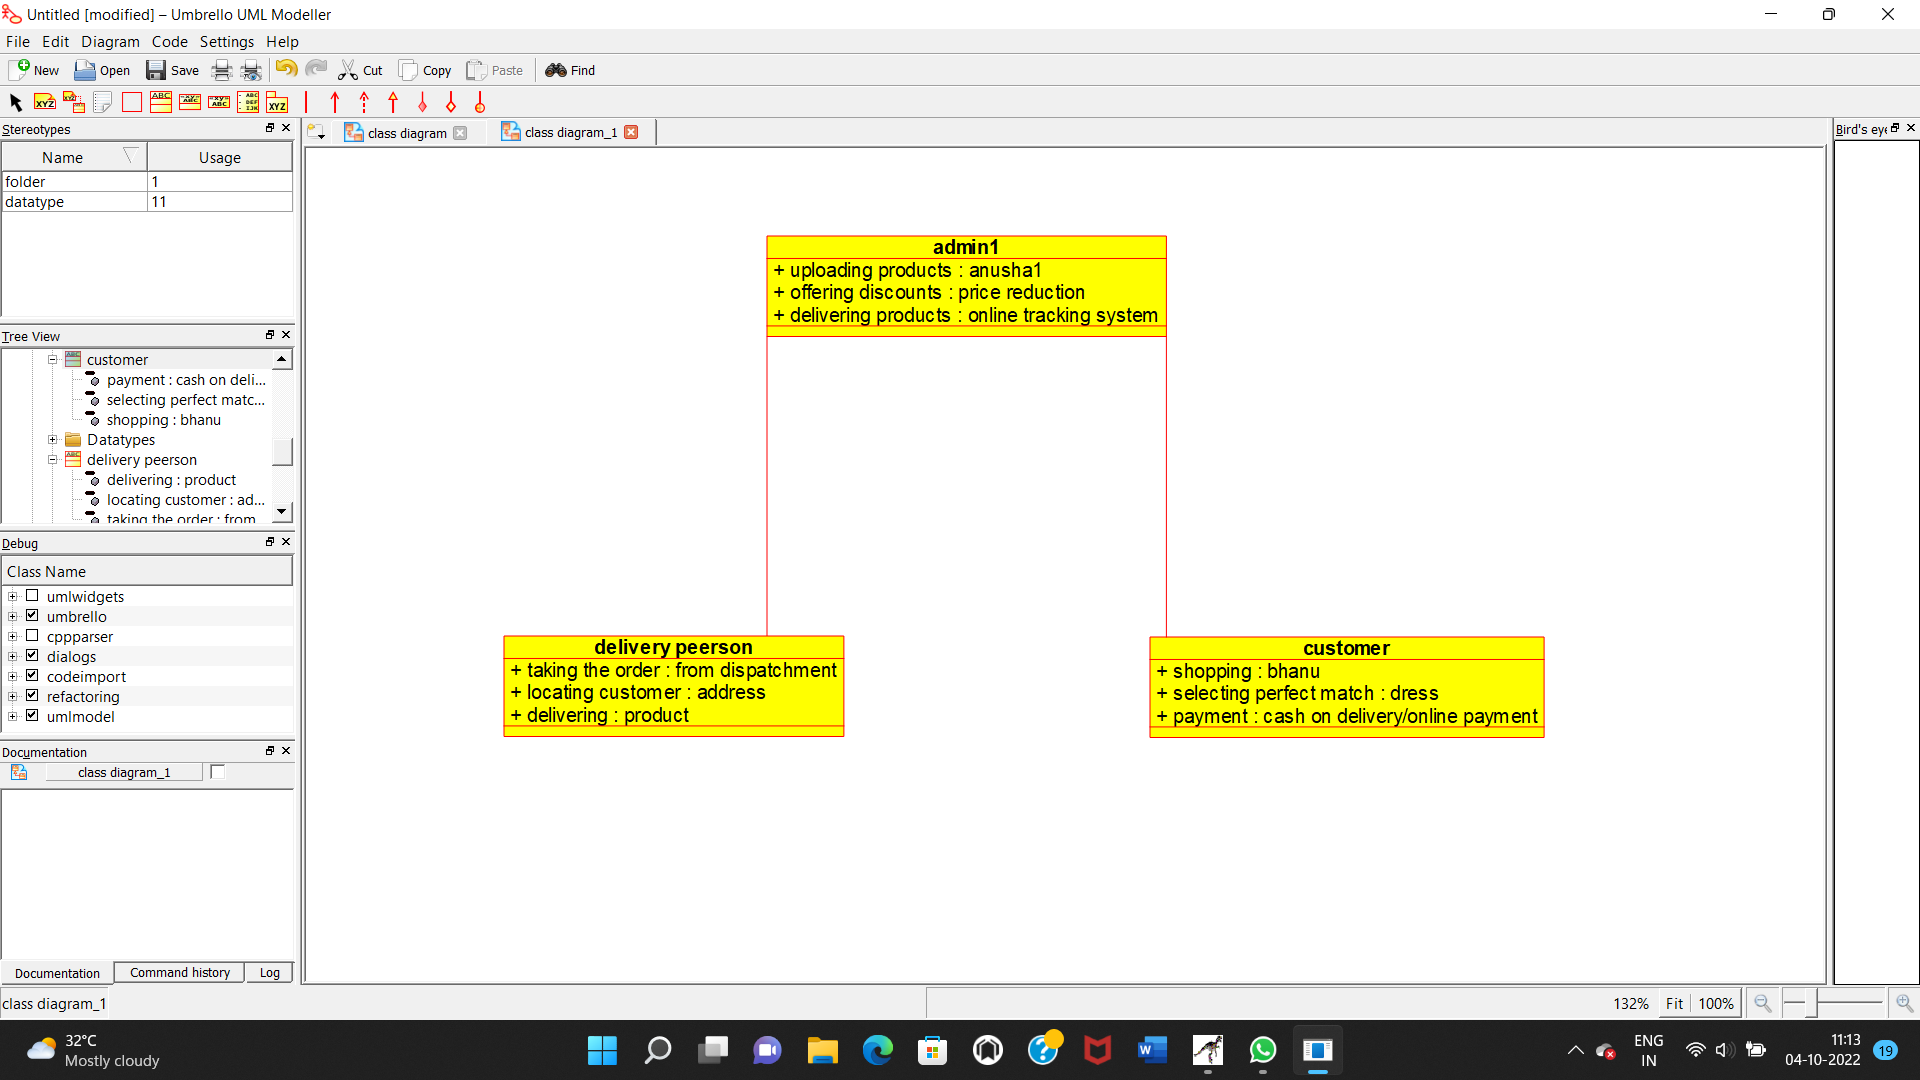 Untitled [modified] – Umbrello UML Modeller
File Edit Diagram Code Settings Help
New Open Save Cut Copy Paste Find
Stereotypes
class diagram
class diagram_1
Bird's eye
Name Usage
folder 1
datatype 11
Tree View
customer
payment : cash on deli...
selecting perfect matc...
shopping : bhanu
Datatypes
delivery peerson
delivering : product
locating customer : ad...
taking the order : from
Debug
Class Name
umlwidgets
umbrello
cppparser
dialogs
codeimport
refactoring
umlmodel
Documentation
class diagram_1
Documentation Command history Log
admin1
+ uploading products : anusha1
+ offering discounts : price reduction
+ delivering products : online tracking system
delivery peerson
+ taking the order : from dispatchment
+ locating customer : address
+ delivering : product
customer
+ shopping : bhanu
+ selecting perfect match : dress
+ payment : cash on delivery/online payment
class diagram_1
132% Fit 100%
32°C
Mostly cloudy
ENG
IN
11:13
04-10-2022
19